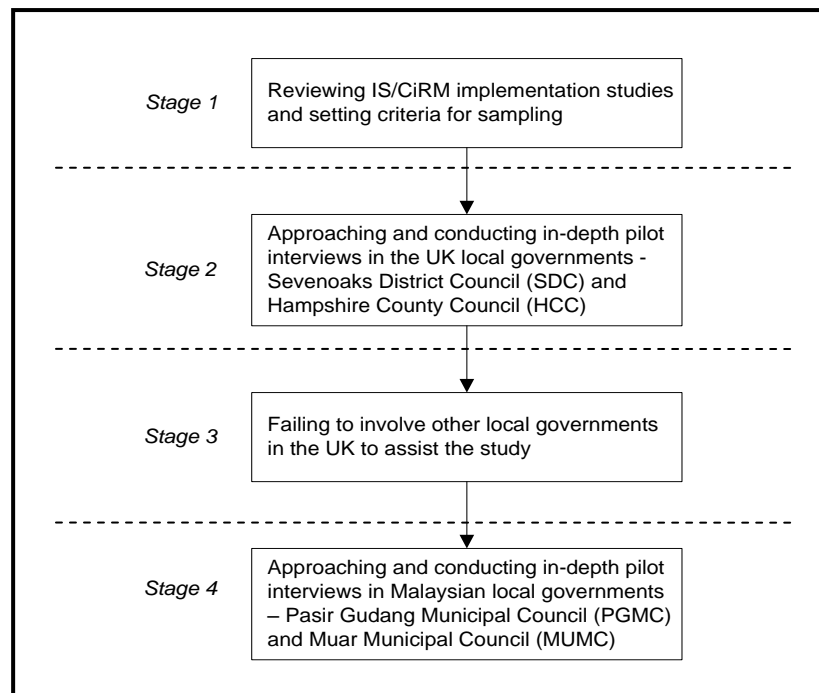 Stage 1
Reviewing IS/CiRM implementation studies
and setting criteria for sampling
Stage 2
Approaching and conducting in-depth pilot
interviews in the UK local governments -
Sevenoaks District Council (SDC) and
Hampshire County Council (HCC)
Stage 3
Failing to involve other local governments
in the UK to assist the study
Stage 4
Approaching and conducting in-depth pilot
interviews in Malaysian local governments
– Pasir Gudang Municipal Council (PGMC)
and Muar Municipal Council (MUMC)